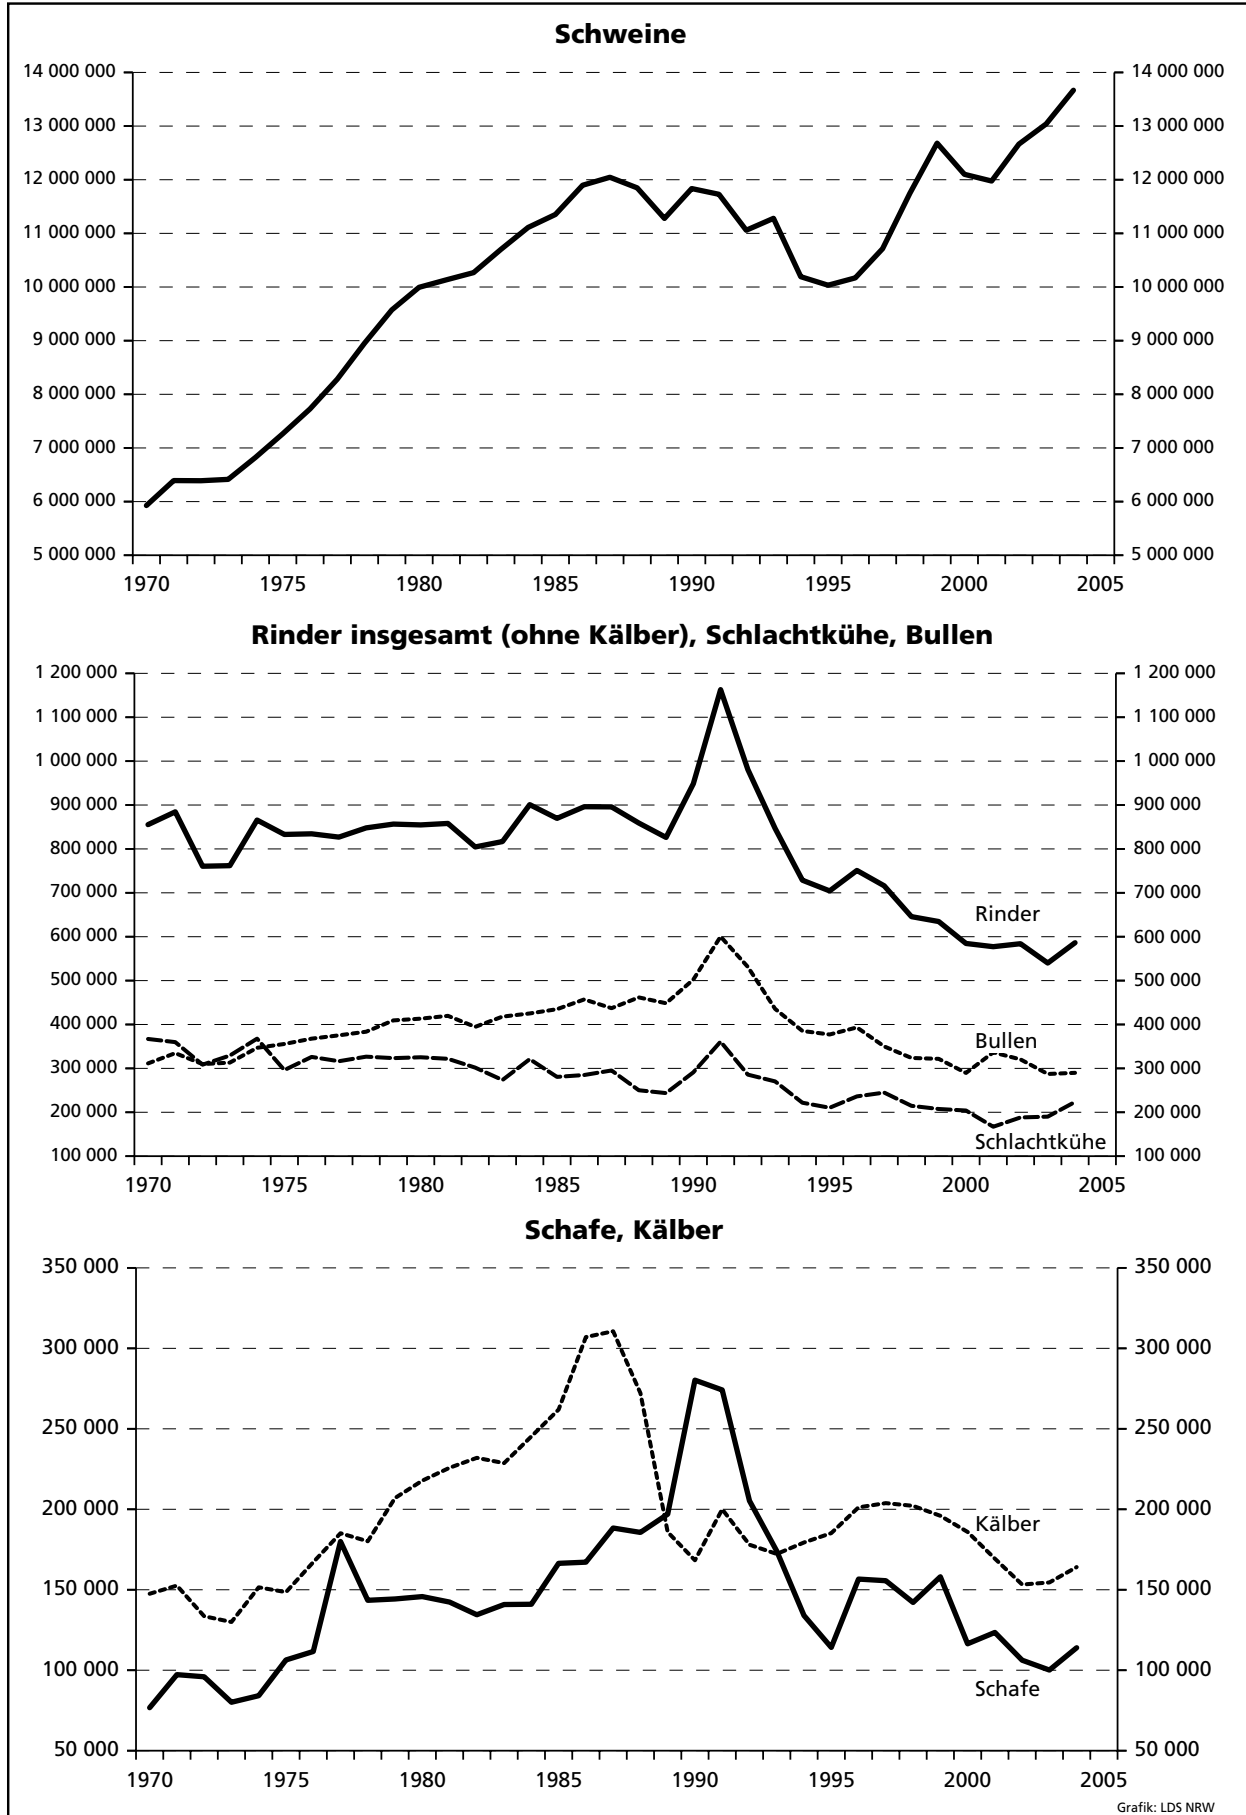 Schweine
14 000 000 14 000 000
13 000 000 13 000 000
12 000 000 12 000 000
11 000 000 11 000 000
10 000 000 10 000 000
9 000 000 9 000 000
8 000 000 8 000 000
7 000 000 7 000 000
6 000 000 6 000 000
5 000 000 5 000 000
1970 1975 1980 1985 1990 1995 2000 2005
Rinder insgesamt (ohne Kälber), Schlachtkühe, Bullen
1 200 000 1 200 000
1 100 000 1 100 000
1 000 000 1 000 000
900 000 900 000
800 000 800 000
700 000 700 000
Rinder
600 000 600 000
500 000 500 000
400 000 400 000
Bullen
300 000 300 000
200 000 200 000
Schlachtkühe
100 000 100 000
1970 1975 1980 1985 1990 1995 2000 2005
Schafe, Kälber
350 000 350 000
300 000 300 000
250 000 250 000
200 000 200 000
Kälber
150 000 150 000
100 000 100 000
Schafe
50 000 50 000
1970 1975 1980 1985 1990 1995 2000 2005
Grafik: LDS NRW